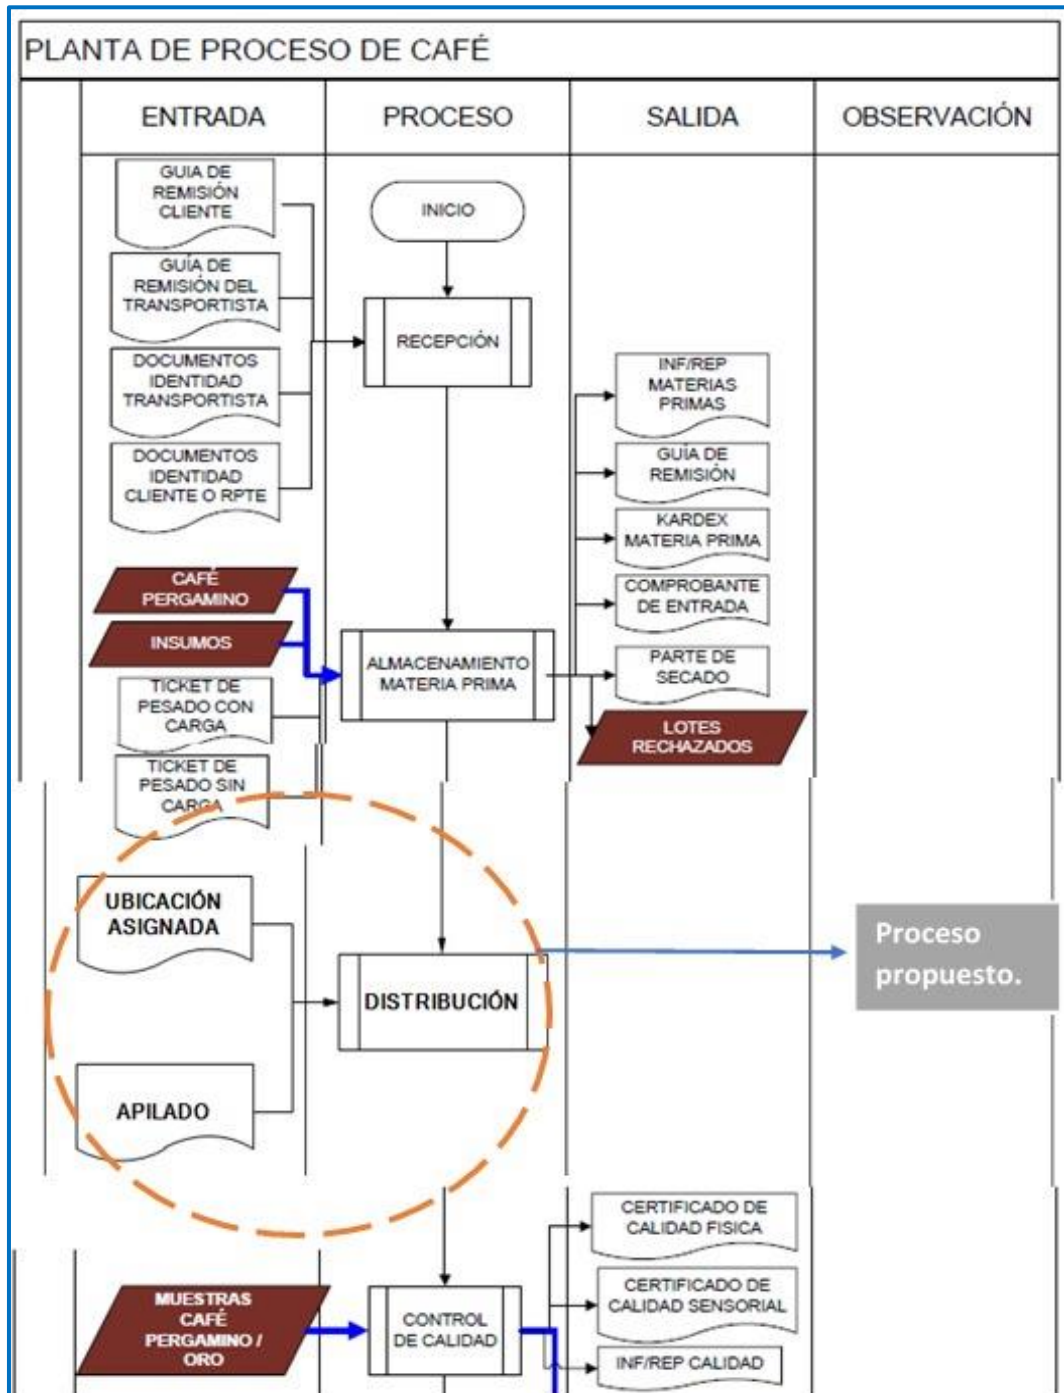 PLANTA DE PROCESO DE CAFÉ
ENTRADA
PROCESO
SALIDA
OBSERVACIÓN
GUIA DE
REMISIÓN
CLIENTE
INICIO
GUÍA DE
REMISIÓN DEL
TRANSPORTISTA
RECEPCIÓN
DOCUMENTOS
IDENTIDAD
TRANSPORTISTA
DOCUMENTOS
IDENTIDAD
CLIENTE O RPTE
INF/REP
MATERIAS
PRIMAS
GUÍA DE
REMISIÓN
KARDEX
MATERIA PRIMA
CAFÉ
PERGAMINO
INSUMOS
COMPROBANTE
DE ENTRADA
ALMACENAMIENTO
MATERIA PRIMA
PARTE DE
SECADO
TICKET DE
PESADO CON
CARGA
LOTES
RECHAZADOS
TICKET DE
PESADO SIN
CARGA
UBICACIÓN
ASIGNADA
DISTRIBUCIÓN
Proceso
propuesto.
APILADO
CERTIFICADO DE
CALIDAD FISICA
MUESTRAS
CAFÉ
PERGAMINO /
ORO
CONTROL
DE CALIDAD
CERTIFICADO DE
CALIDAD SENSORIAL
INF/REP CALIDAD